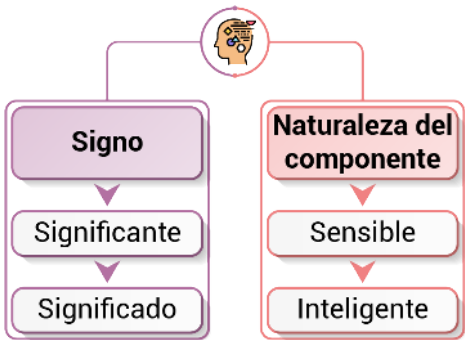 Signo
Significante
Significado
Naturaleza del
componente
Sensible
Inteligente